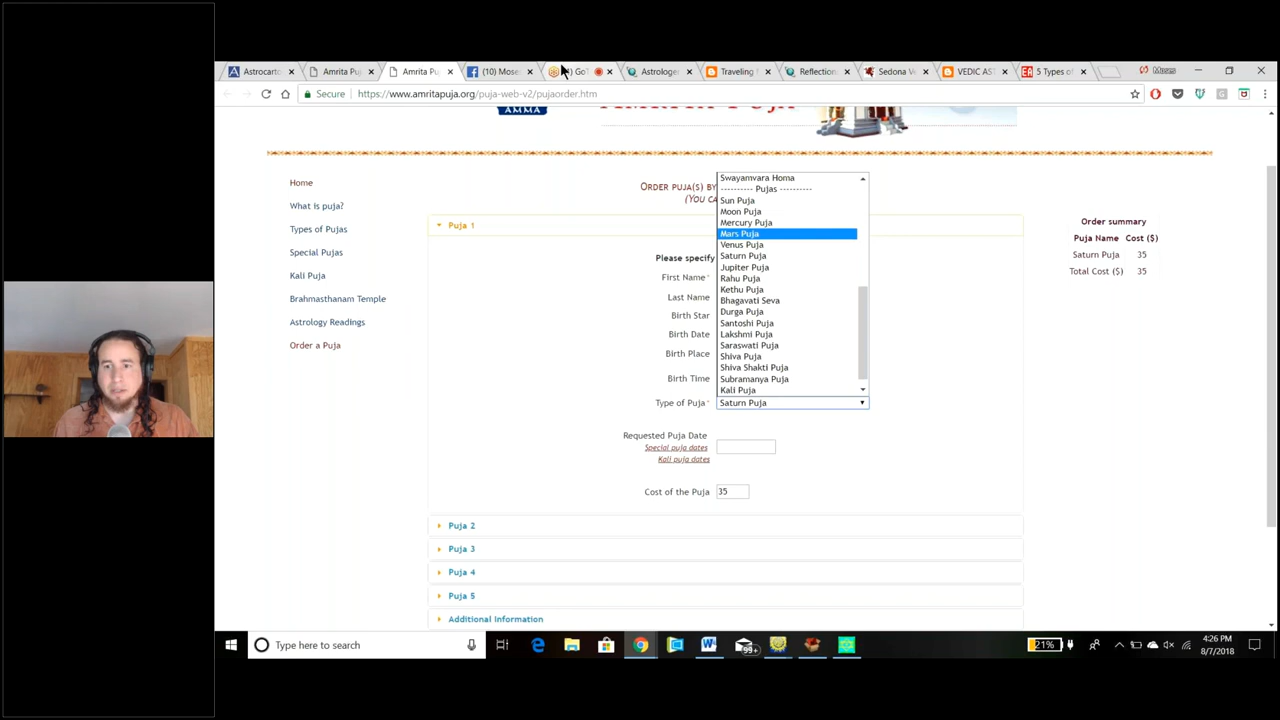 Astrocarto
Amrita Pu
Amrita Pu
(10) Mose
Astrologer
Traveling
Reflection
Sedona Ve
VEDIC AST
5 Types of
Secure
https://www.amritapuja.org/puja-web-v2/pujaorder.htm
AMMA
AMRITA PUJA
Home
What is puja?
Types of Pujas
Special Pujas
Kali Puja
Brahmasthanam Temple
Astrology Readings
Order a Puja
Order puja(s) by
(You ca
Puja 1
Please specify
First Name*
Last Name
Birth Star
Birth Date
Birth Place
Birth Time
Type of Puja*
Swayamvara Homa
---------- Pujas ----------
Sun Puja
Moon Puja
Mercury Puja
Mars Puja
Venus Puja
Saturn Puja
Jupiter Puja
Rahu Puja
Kethu Puja
Bhagavati Seva
Durga Puja
Santoshi Puja
Lakshmi Puja
Saraswati Puja
Shiva Puja
Shiva Shakti Puja
Subramanya Puja
Kali Puja
Saturn Puja
Requested Puja Date
Special puja dates
Kali puja dates
Cost of the Puja
35
Puja 2
Puja 3
Puja 4
Puja 5
Additional Information
Order summary
Puja Name Cost ($)
Saturn Puja 35
Total Cost ($) 35
Type here to search
99+
21%
4:26 PM
8/7/2018